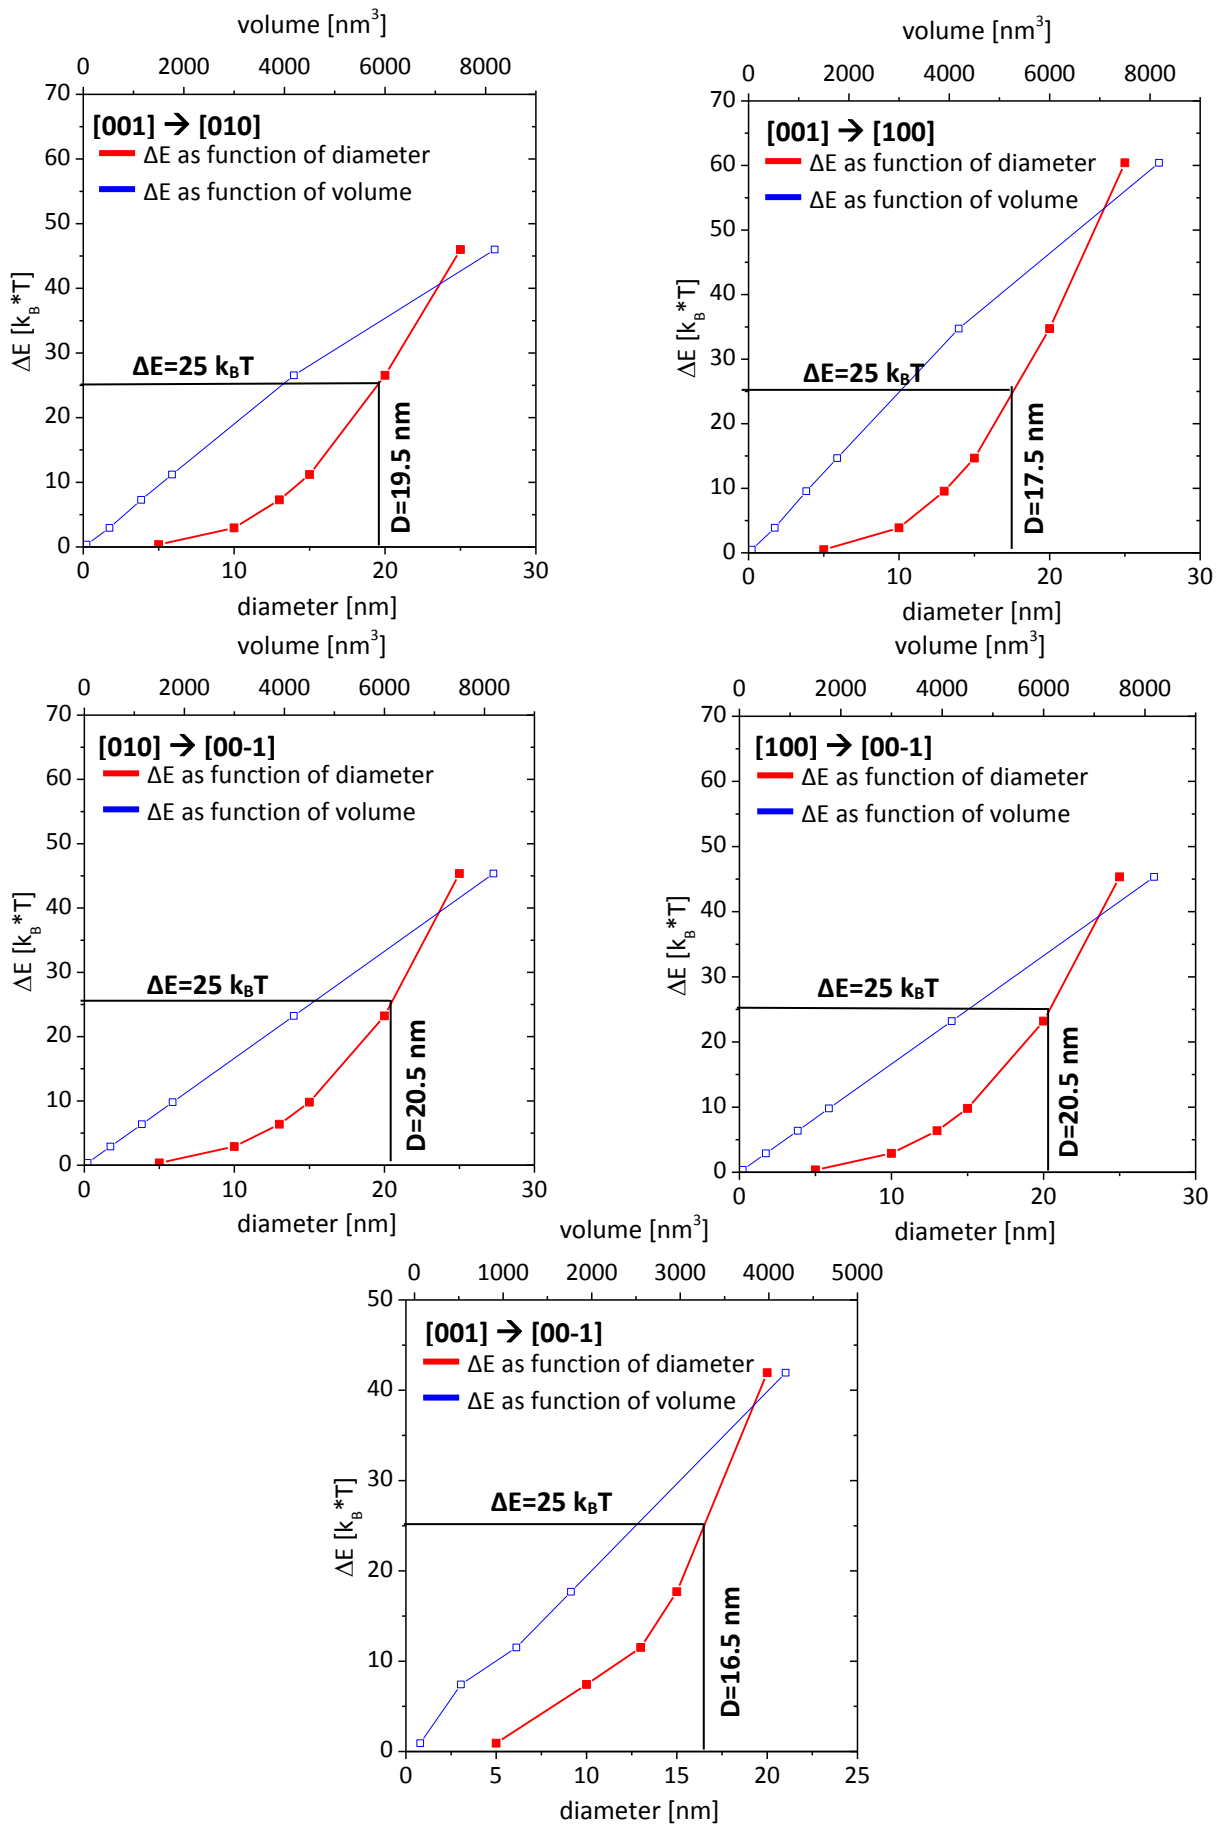 volume [nm³]
0 2000 4000 6000 8000
70
60
50
40
30
20
10
0
ΔE [k_B*T]
[001] → [010]
ΔE as function of diameter
ΔE as function of volume
ΔE=25 k_BT
D=19.5 nm
0 10 20 30
diameter [nm]
volume [nm³]
0 2000 4000 6000 8000
70
60
50
40
30
20
10
0
ΔE [k_B*T]
[001] → [100]
ΔE as function of diameter
ΔE as function of volume
ΔE=25 k_BT
D=17.5 nm
0 10 20 30
diameter [nm]
volume [nm³]
0 2000 4000 6000 8000
70
60
50
40
30
20
10
0
ΔE [k_B*T]
[010] → [00-1]
ΔE as function of diameter
ΔE as function of volume
ΔE=25 k_BT
D=20.5 nm
0 10 20 30
diameter [nm]
volume [nm³]
0 2000 4000 6000 8000
70
60
50
40
30
20
10
0
ΔE [k_B*T]
[100] → [00-1]
ΔE as function of diameter
ΔE as function of volume
ΔE=25 k_BT
D=20.5 nm
0 10 20 30
diameter [nm]
volume [nm³]
0 1000 2000 3000 4000 5000
50
40
30
20
10
0
ΔE [k_B*T]
[001] → [00-1]
ΔE as function of diameter
ΔE as function of volume
ΔE=25 k_BT
D=16.5 nm
0 5 10 15 20 25
diameter [nm]